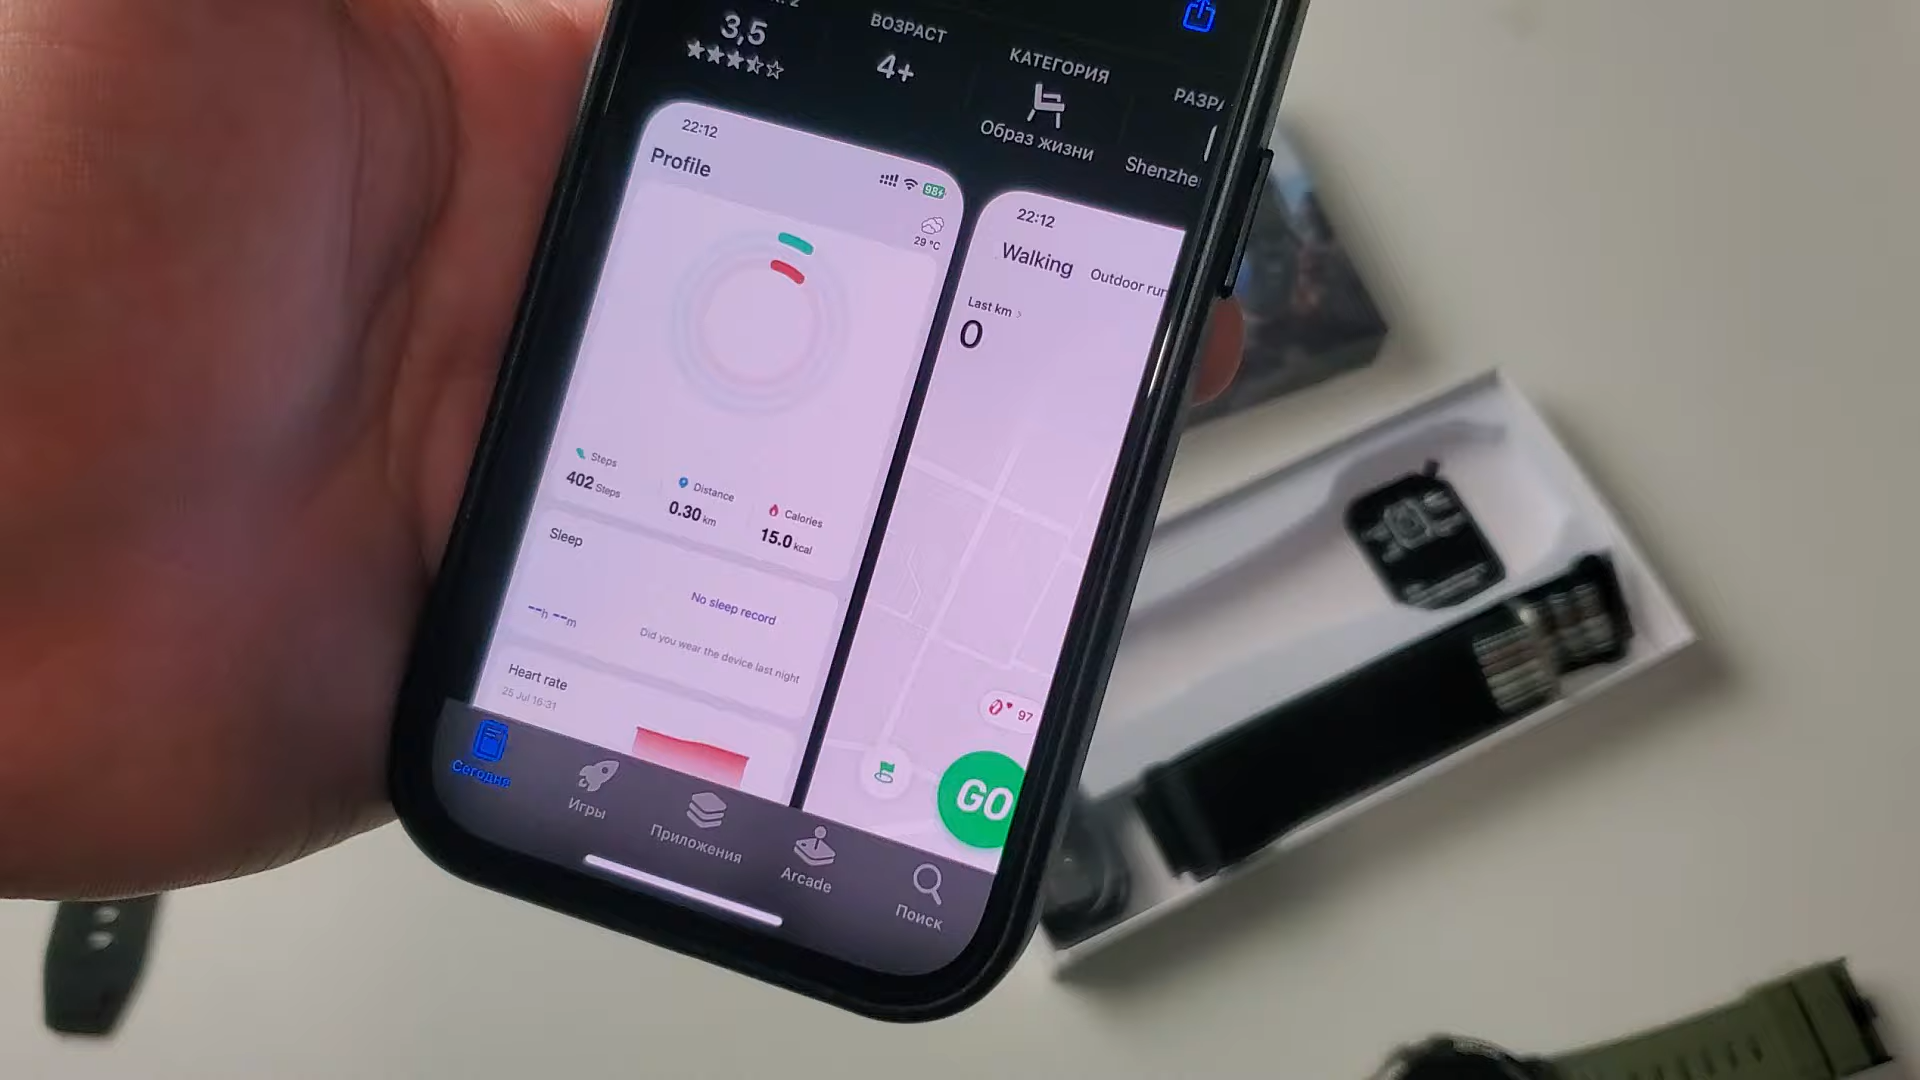 3,5
ВОЗРАСТ
4+
КАТЕГОРИЯ
Образ жизни
РАЗРА
Shenzhe
22:12
98
Profile
29 °C
Steps
402 Steps
Distance
0.30 km
Calories
15.0 kcal
Sleep
No sleep record
--h --m
Did you wear the device last night
Heart rate
25 Jul 16:31
22:12
Walking
Outdoor run
Last km >
0
97
GO
Сегодня
Игры
Приложения
Arcade
Поиск